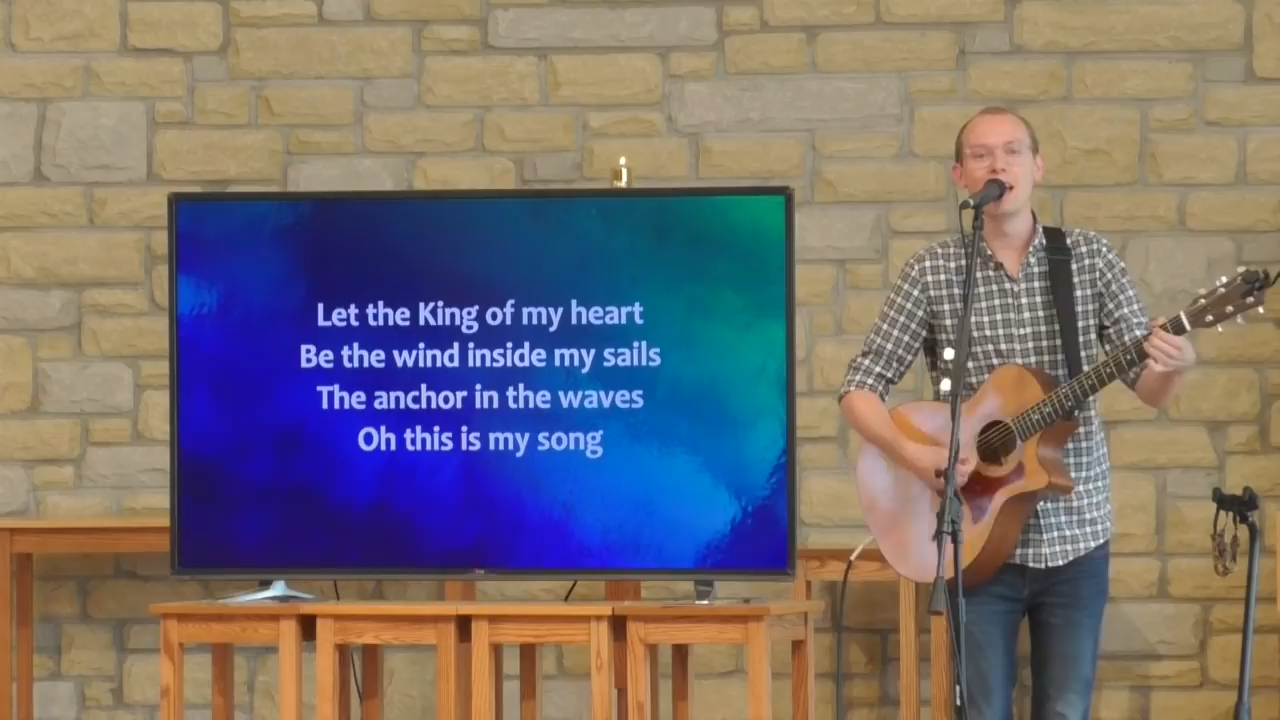 Let the King of my heart
Be the wind inside my sails
The anchor in the waves
Oh this is my song